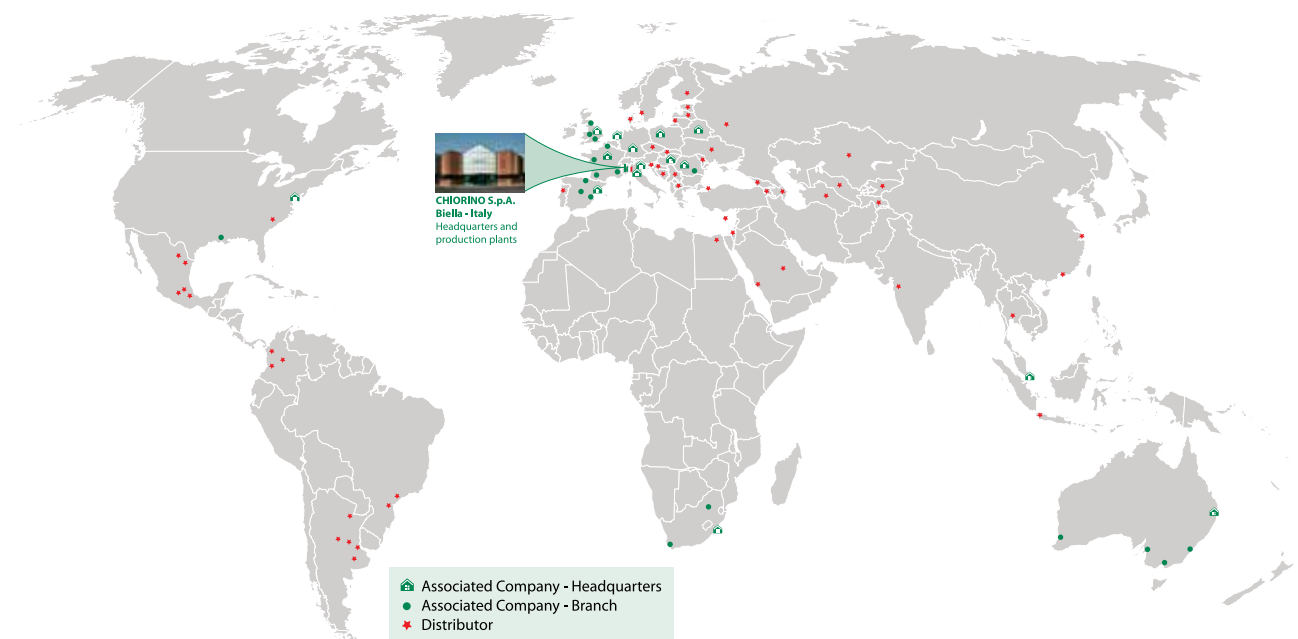 CHIORINO S.p.A.
Biella - Italy
Headquarters and
production plants
Associated Company - Headquarters
Associated Company - Branch
Distributor